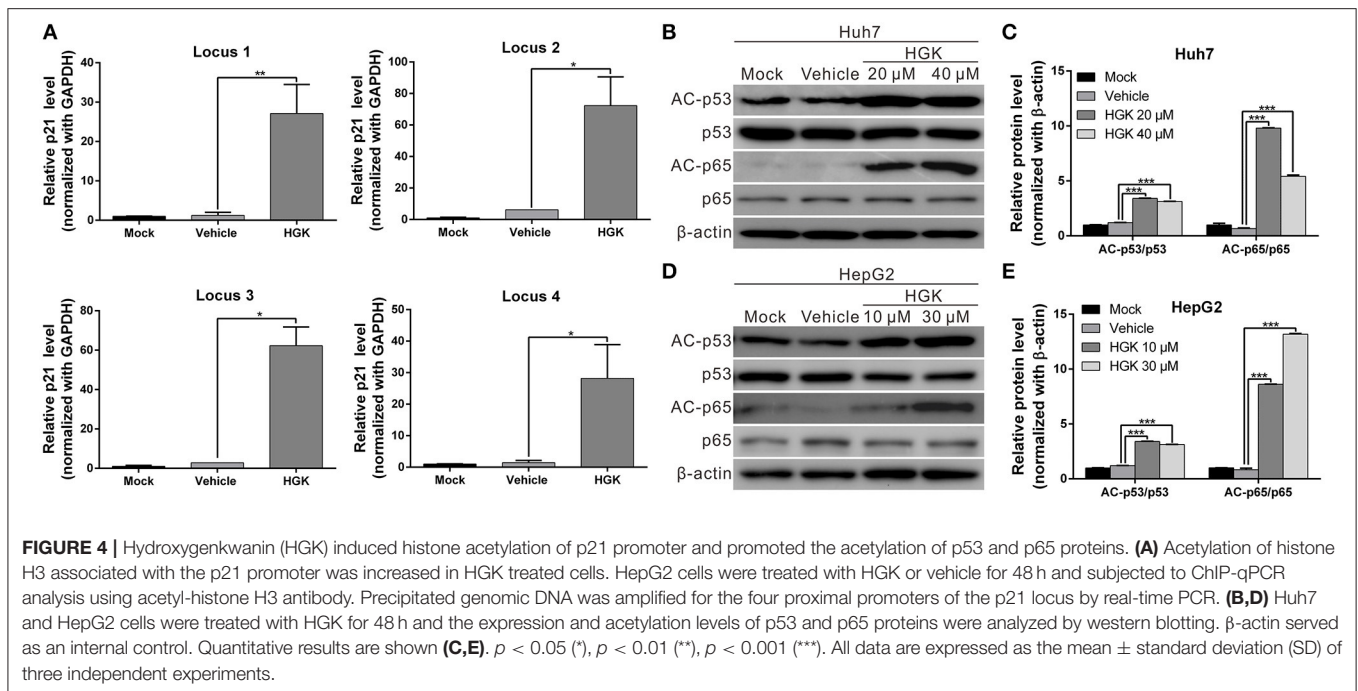 A
Locus 1
Relative p21 level
(normalized with GAPDH)
40
30
20
10
0
**
Mock Vehicle HGK
Locus 2
Relative p21 level
(normalized with GAPDH)
100
80
60
40
20
0
*
Mock Vehicle HGK
Locus 3
Relative p21 level
(normalized with GAPDH)
80
60
40
20
0
*
Mock Vehicle HGK
Locus 4
Relative p21 level
(normalized with GAPDH)
50
40
30
20
10
0
*
Mock Vehicle HGK
B
Huh7
HGK
Mock Vehicle 20 μM 40 μM
AC-p53
p53
AC-p65
p65
β-actin
C
Huh7
Relative protein level
(normalized with β-actin)
15
10
5
0
Mock
Vehicle
HGK 20 μM
HGK 40 μM
***
***
***
***
AC-p53/p53 AC-p65/p65
D
HepG2
HGK
Mock Vehicle 10 μM 30 μM
AC-p53
p53
AC-p65
p65
β-actin
E
HepG2
Relative protein level
(normalized with β-actin)
15
10
5
0
Mock
Vehicle
HGK 10 μM
HGK 30 μM
***
***
***
***
AC-p53/p53 AC-p65/p65
FIGURE 4 | Hydroxygenkwanin (HGK) induced histone acetylation of p21 promoter and promoted the acetylation of p53 and p65 proteins. (A) Acetylation of histone
H3 associated with the p21 promoter was increased in HGK treated cells. HepG2 cells were treated with HGK or vehicle for 48 h and subjected to ChIP-qPCR
analysis using acetyl-histone H3 antibody. Precipitated genomic DNA was amplified for the four proximal promoters of the p21 locus by real-time PCR. (B,D) Huh7
and HepG2 cells were treated with HGK for 48 h and the expression and acetylation levels of p53 and p65 proteins were analyzed by western blotting. β-actin served
as an internal control. Quantitative results are shown (C,E). p < 0.05 (*), p < 0.01 (**), p < 0.001 (***). All data are expressed as the mean ± standard deviation (SD) of
three independent experiments.